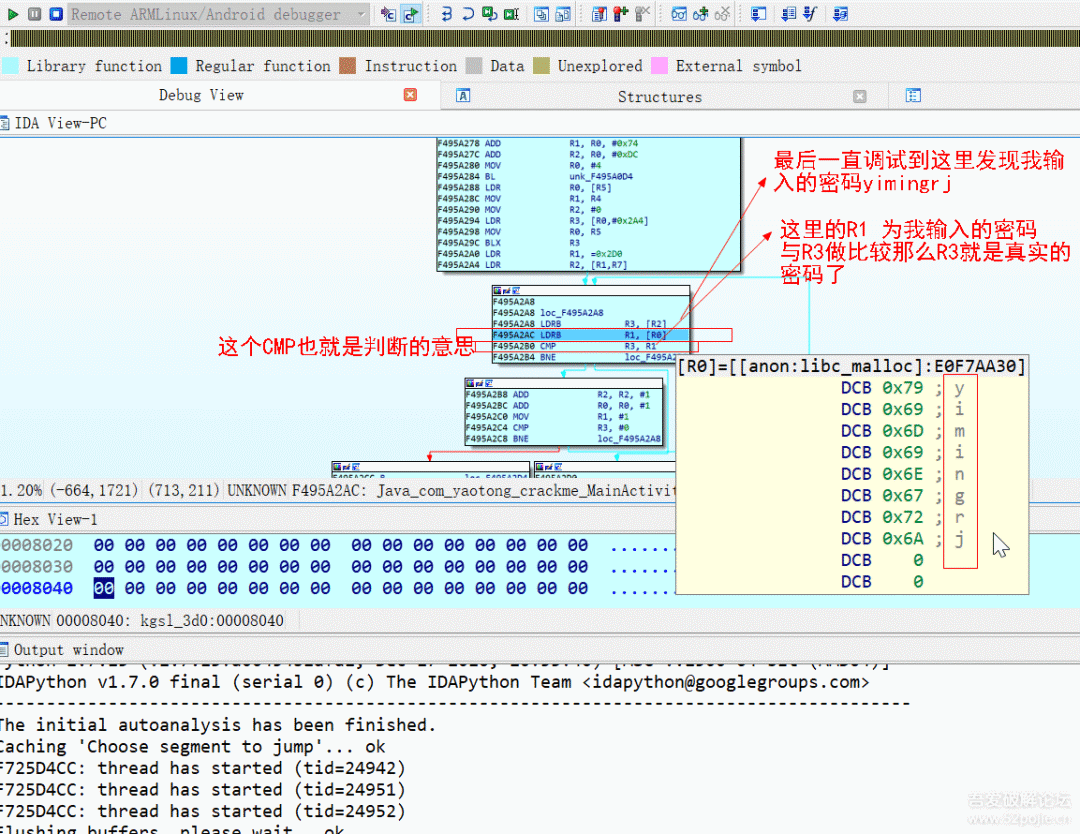 Remote ARMLinux/Android debugger
Library function Regular function Instruction Data Unexplored External symbol
Debug View
Structures
IDA View-PC
F495A278 ADD R1, R0, #0x74
F495A27C ADD R2, R0, #0xDC
F495A280 MOV R0, #4
F495A284 BL unk_F495A0D4
F495A288 LDR R0, [R5]
F495A28C MOV R1, R4
F495A290 MOV R2, #0
F495A294 LDR R3, [R0,#0x2A4]
F495A298 MOV R0, R5
F495A29C BLX R3
F495A2A0 LDR R1, =0x2D0
F495A2A4 LDR R2, [R1,R7]
最后一直调试到这里发现我输
入的密码yimingrj
这里的R1 为我输入的密码
与R3做比较那么R3就是真实的
密码了
F495A2A8
F495A2A8 loc_F495A2A8
F495A2A8 LDRB R3, [R2]
F495A2AC LDRB R1, [R0]
F495A2B0 CMP R3, R1
F495A2B4 BNE loc_F495A2
这个CMP也就是判断的意思
F495A2B8 ADD R2, R2, #1
F495A2BC ADD R0, R0, #1
F495A2C0 MOV R1, #1
F495A2C4 CMP R3, #0
F495A2C8 BNE loc_F495A2A8
[R0]=[[anon:libc_malloc]:E0F7AA30]
DCB 0x79 ; y
DCB 0x69 ; i
DCB 0x6D ; m
DCB 0x69 ; i
DCB 0x6E ; n
DCB 0x67 ; g
DCB 0x72 ; r
DCB 0x6A ; j
DCB 0
DCB 0
1.20% (-664,1721) (713,211) UNKNOWN F495A2AC: Java_com_yaotong_crackme_MainActivit
Hex View-1
00008020 00 00 00 00 00 00 00 00 00 00 00 00 00 00 00 00 .......
00008030 00 00 00 00 00 00 00 00 00 00 00 00 00 00 00 00 .......
00008040 00 00 00 00 00 00 00 00 00 00 00 00 00 00 00 00 .......
NKNOWN 00008040: kgsl_3d0:00008040
Output window
IDAPython v1.7.0 final (serial 0) (c) The IDAPython Team <idapython@googlegroups.com>
The initial autoanalysis has been finished.
Caching 'Choose segment to jump'... ok
F725D4CC: thread has started (tid=24942)
F725D4CC: thread has started (tid=24951)
F725D4CC: thread has started (tid=24952)
Flushing buffers, please wait...ok
吾爱破解论坛
www.52pojie.cn